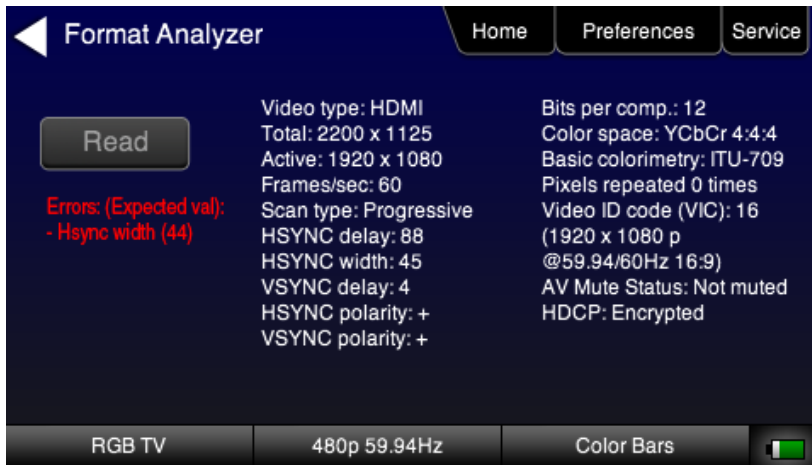 Format Analyzer
Home
Preferences
Service
Read
Errors: (Expected val):
- Hsync width (44)
Video type: HDMI
Total: 2200 x 1125
Active: 1920 x 1080
Frames/sec: 60
Scan type: Progressive
HSYNC delay: 88
HSYNC width: 45
VSYNC delay: 4
HSYNC polarity: +
VSYNC polarity: +
Bits per comp.: 12
Color space: YCbCr 4:4:4
Basic colorimetry: ITU-709
Pixels repeated 0 times
Video ID code (VIC): 16
(1920 x 1080 p
@59.94/60Hz 16:9)
AV Mute Status: Not muted
HDCP: Encrypted
RGB TV
480p 59.94Hz
Color Bars